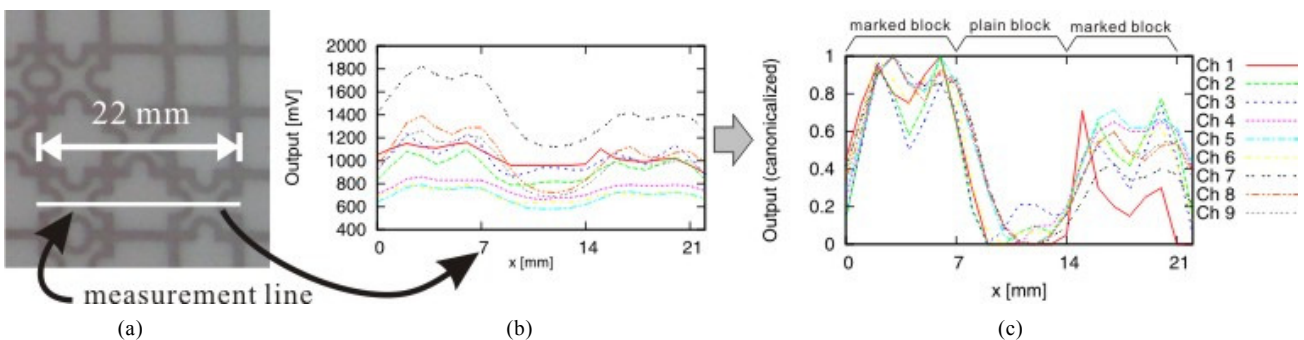 22 mm
measurement line
(a)
Output [mV]
2000
1800
1600
1400
1200
1000
800
600
400
0
7
14
21
x [mm]
(b)
marked block
plain block
marked block
Output (canonicalized)
1
0.8
0.6
0.4
0.2
0
0
7
14
21
x [mm]
Ch 1
Ch 2
Ch 3
Ch 4
Ch 5
Ch 6
Ch 7
Ch 8
Ch 9
(c)